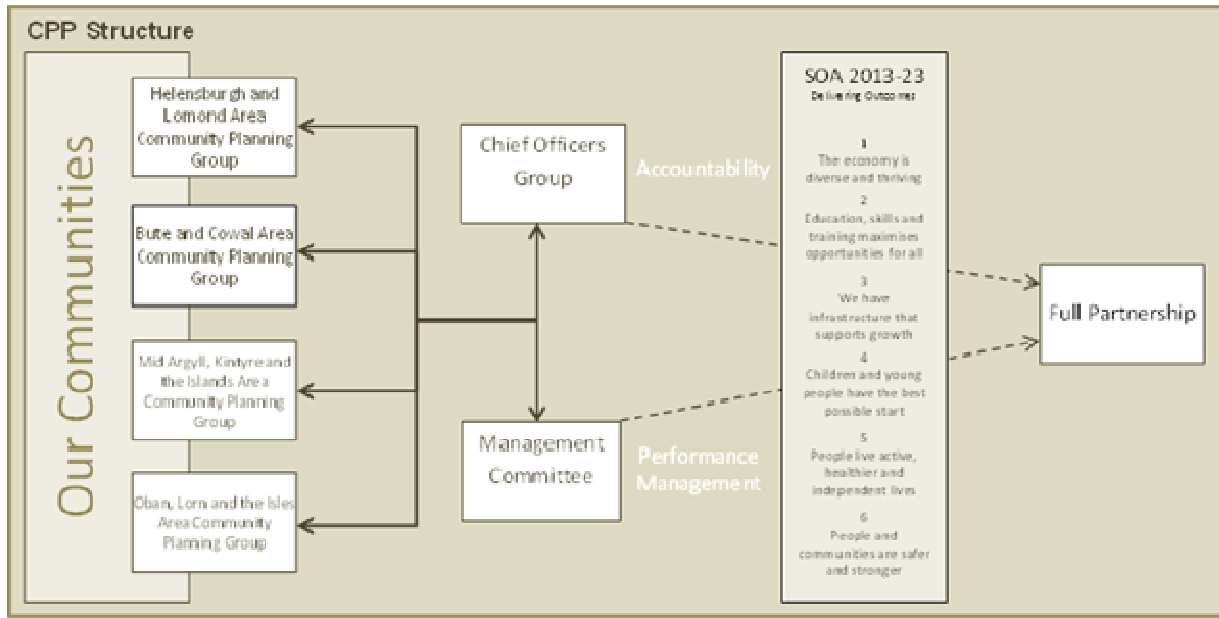 CPP Structure
Our Communities
Helensburgh and
Lomond Area
Community Planning
Group
Bute and Cowal Area
Community Planning
Group
Mid Argyll, Kintyre and
the Islands Area
Community Planning
Group
Oban, Lorn and the Isles
Area Community
Planning Group
Chief Officers
Group
Accountability
Management
Committee
Performance
Management
SOA 2013-23
Delivering Outcomes
1
The economy is
diverse and thriving
2
Education, skills and
training maximises
opportunities for all
3
We have
infrastructure that
supports growth
4
Children and young
people have the best
possible start
5
People live active,
healthier and
independent lives
6
People and
communities are safer
and stronger
Full Partnership